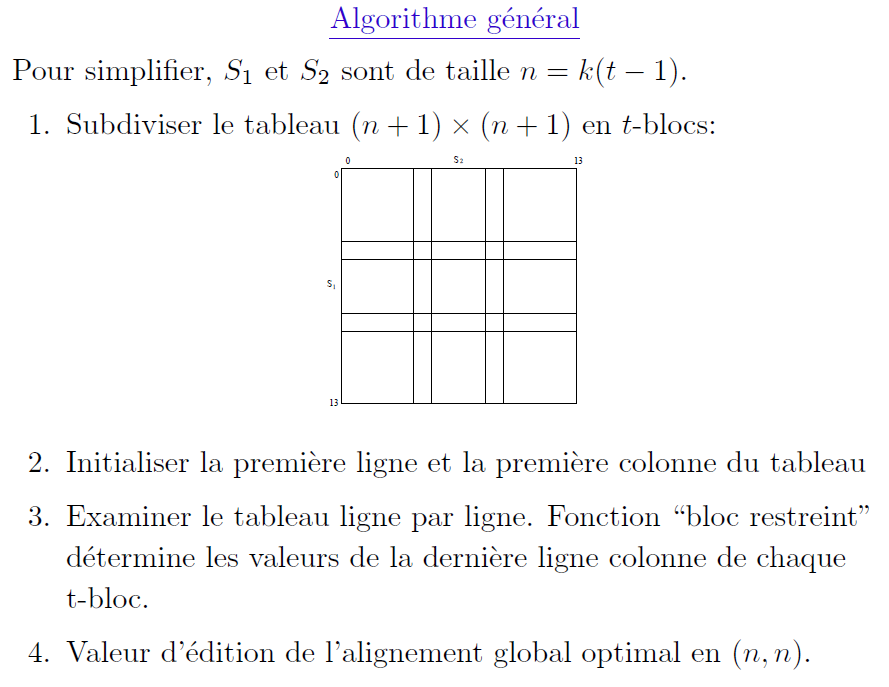 Algorithme général
Pour simplifier, S₁ et S₂ sont de taille n = k(t − 1).
1. Subdiviser le tableau (n + 1) × (n + 1) en t-blocs:
0 S₂ 13
0
S₁
13
2. Initialiser la première ligne et la première colonne du tableau
3. Examiner le tableau ligne par ligne. Fonction “bloc restreint”
détermine les valeurs de la dernière ligne colonne de chaque
t-bloc.
4. Valeur d’édition de l’alignement global optimal en (n, n).